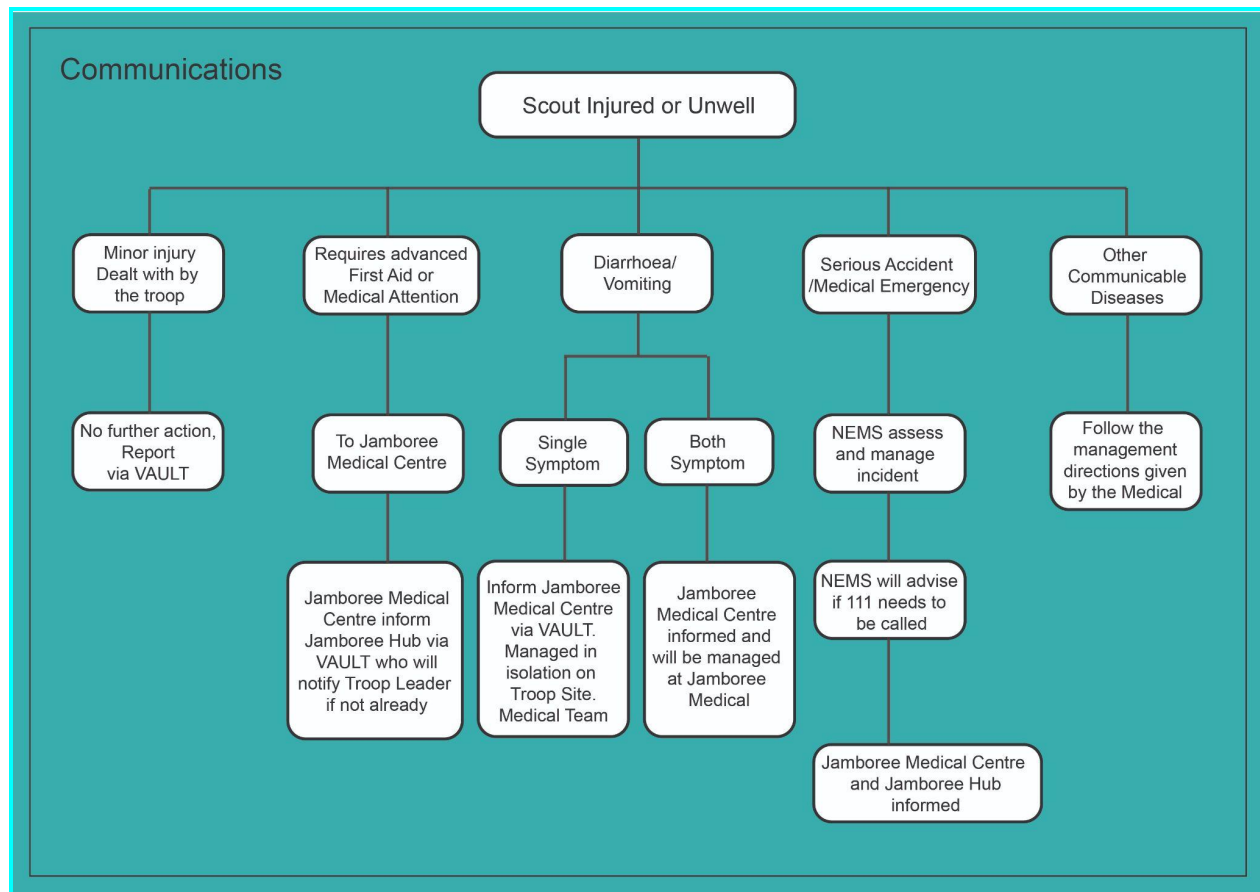 Communications
Scout Injured or Unwell
Minor injury
Dealt with by
the troop
Requires advanced
First Aid or
Medical Attention
Diarrhoea/
Vomiting
Serious Accident
/Medical Emergency
Other
Communicable
Diseases
No further action,
Report
via VAULT
To Jamboree
Medical Centre
Single
Symptom
Both
Symptom
NEMS assess
and manage
incident
Follow the
management
directions given
by the Medical
Jamboree Medical
Centre inform
Jamboree Hub via
VAULT who will
notify Troop Leader
if not already
Inform Jamboree
Medical Centre
via VAULT.
Managed in
isolation on
Troop Site.
Medical Team
Jamboree
Medical Centre
informed and
will be managed
at Jamboree
Medical
NEMS will advise
if 111 needs to
be called
Jamboree Medical Centre
and Jamboree Hub
informed